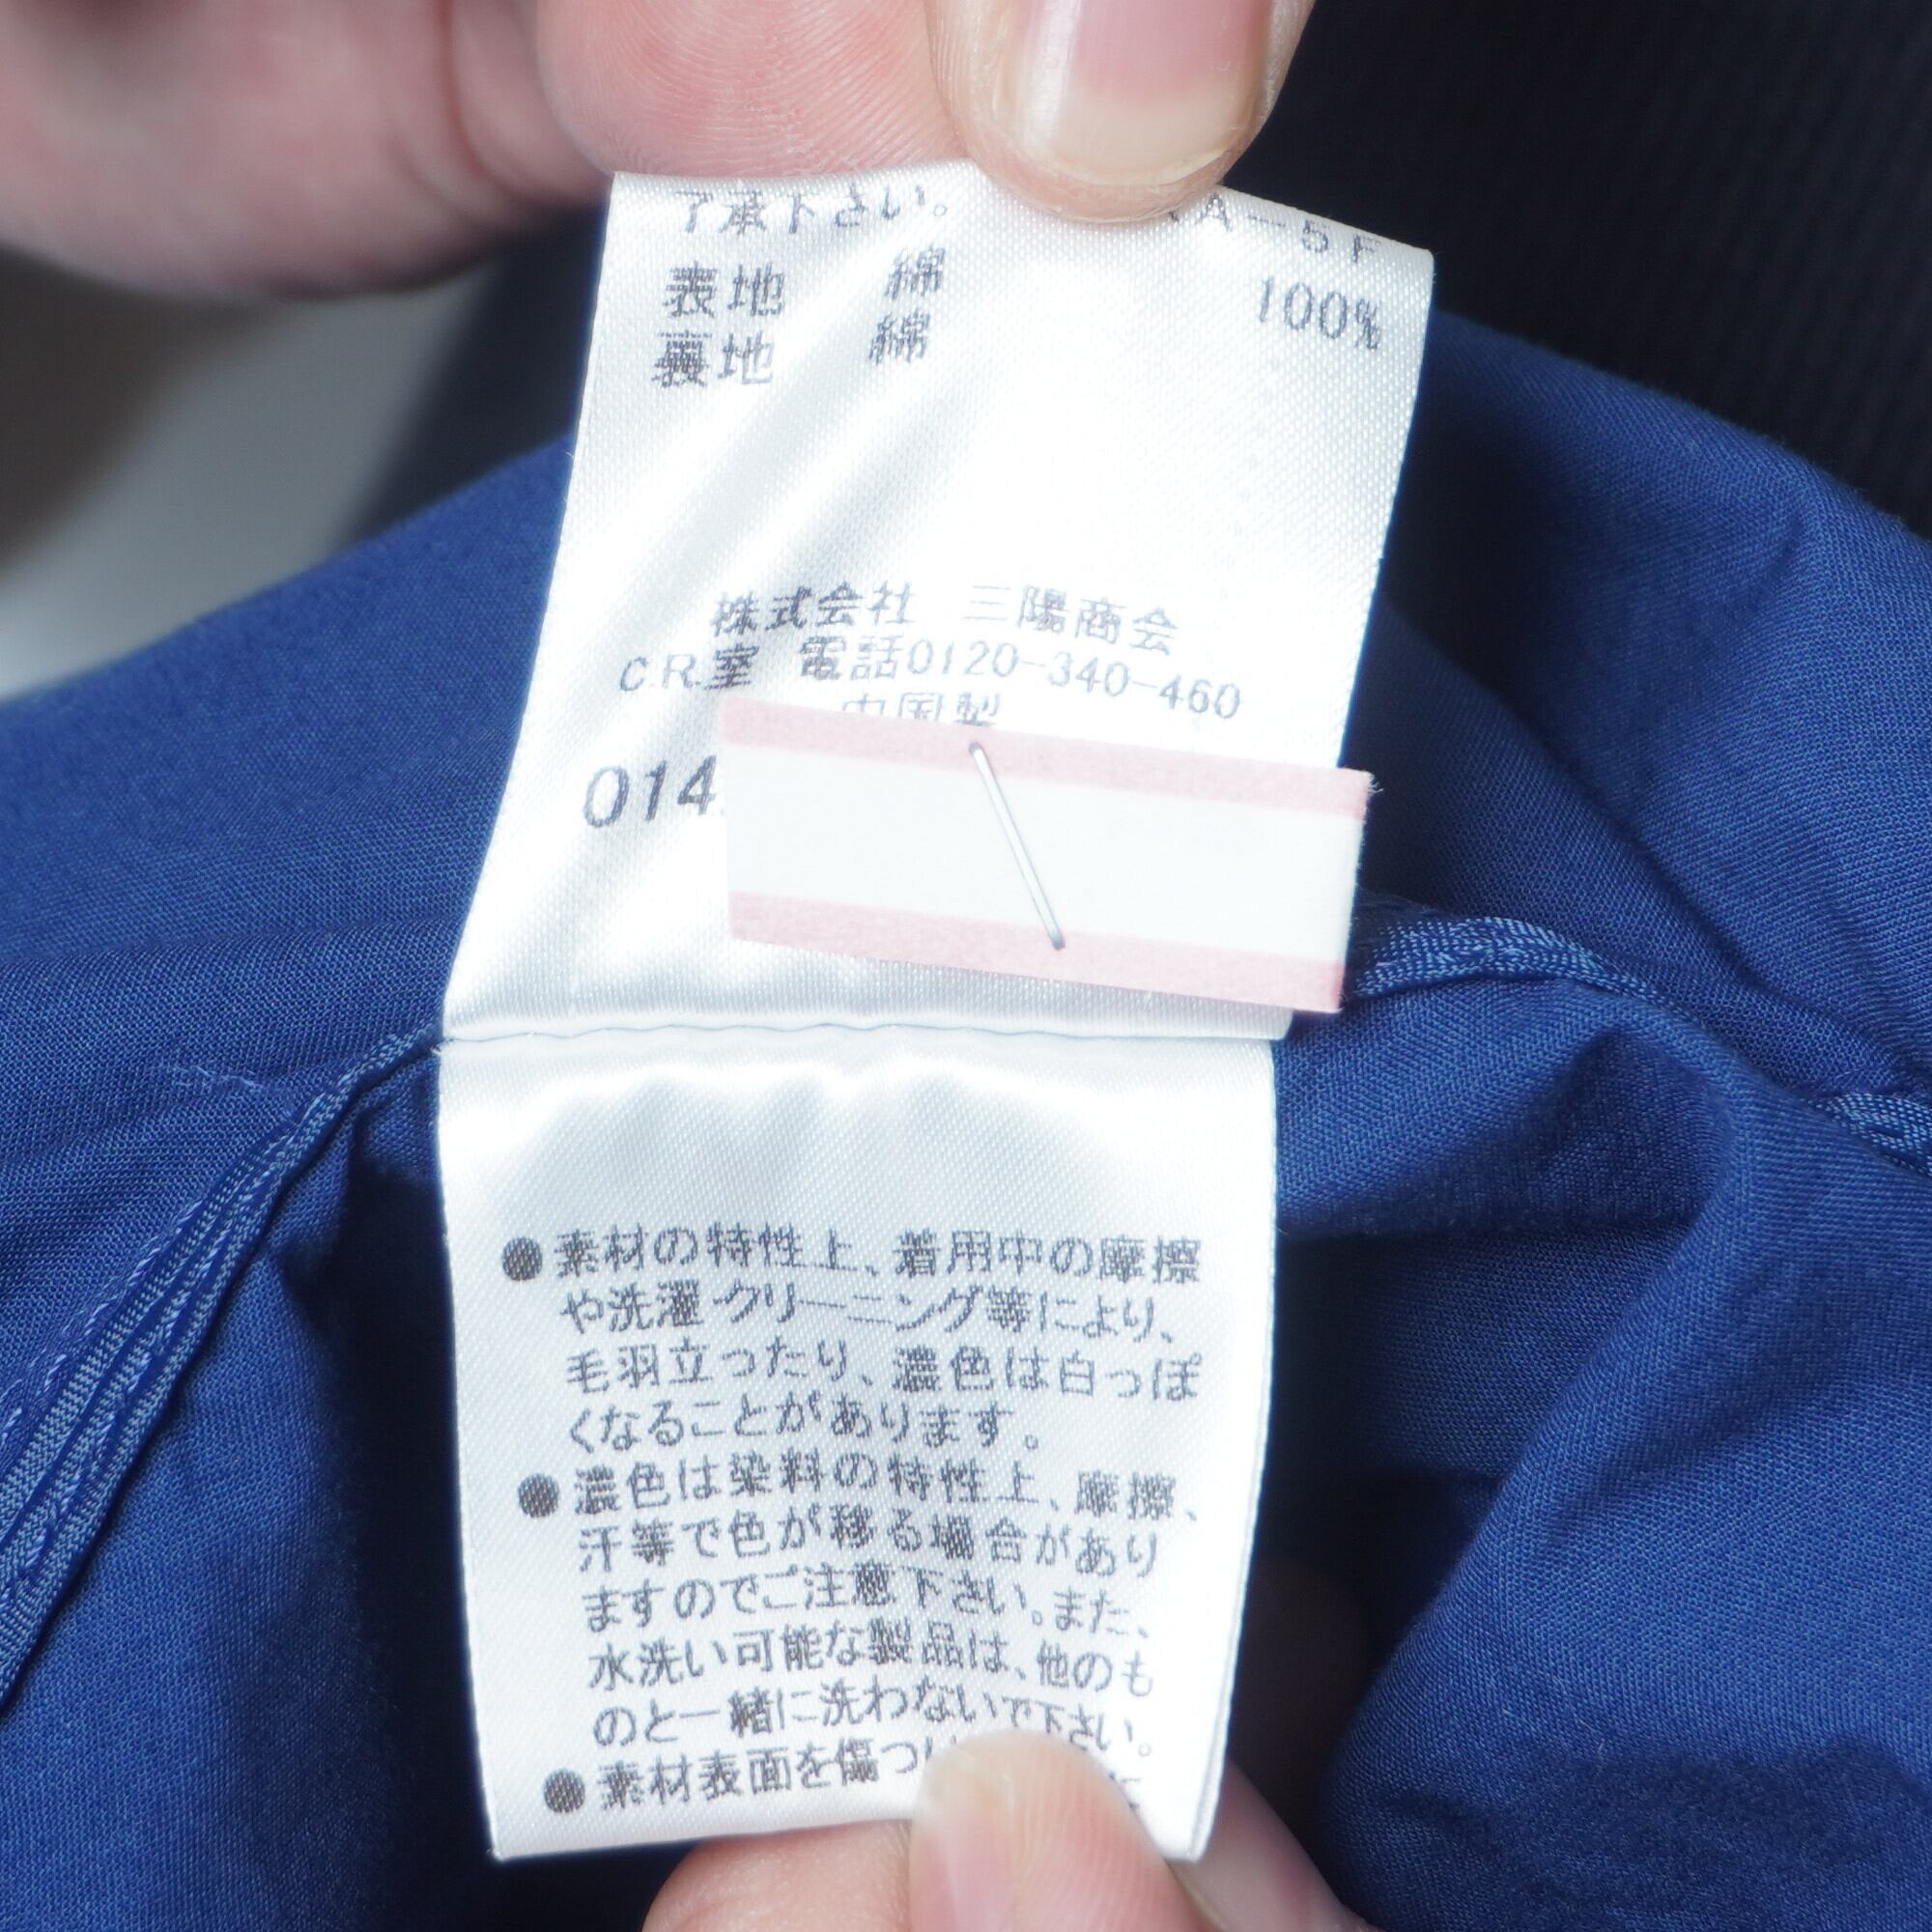 了承下さい。
A-5F
表地 綿 100%
裏地 綿
株式会社 三陽商会
C.R.室 電話0120-340-460
中国製
014
●素材の特性上、着用中の摩擦
や洗濯・クリーニング等により、
毛羽立ったり、濃色は白っぽ
くなることがあります。
●濃色は染料の特性上、摩擦、
汗等で色が移る場合があり
ますのでご注意下さい。また、
水洗い可能な製品は、他のも
のと一緒に洗わないで下さい。
●素材表面を傷つけ